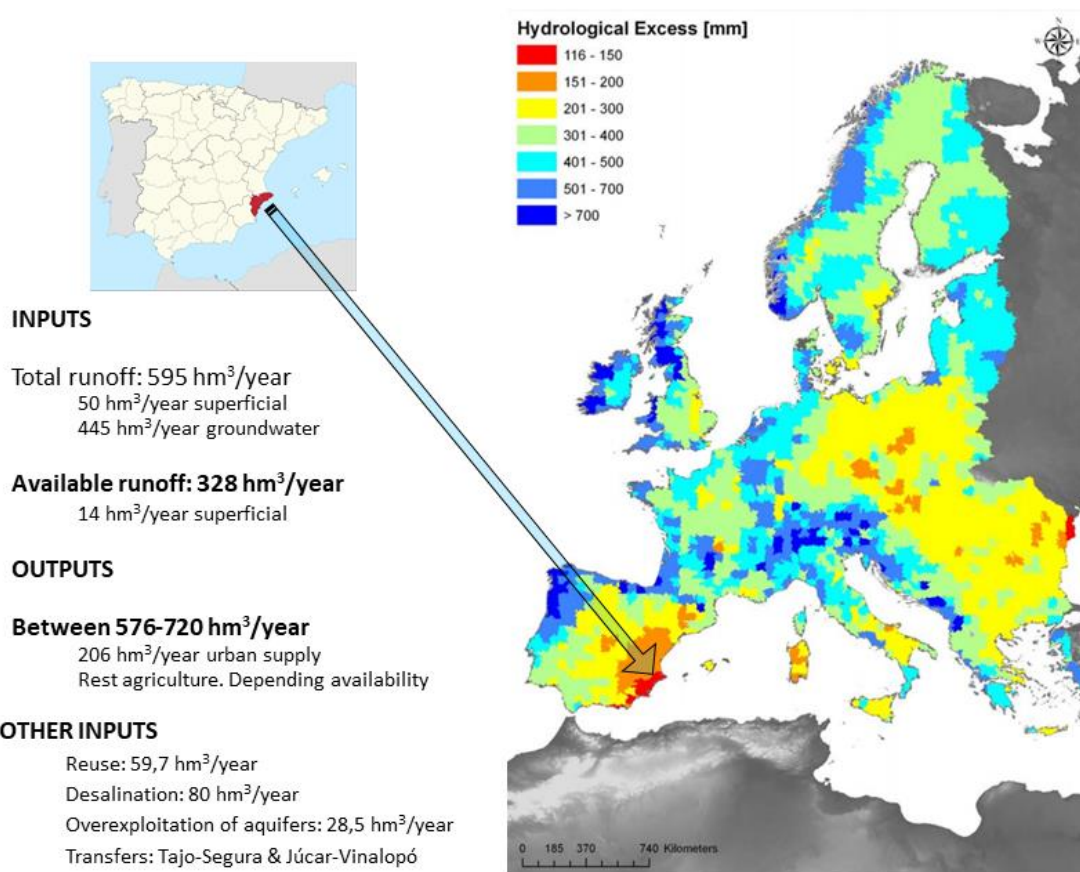 INPUTS
Total runoff: 595 hm³/year
50 hm³/year superficial
445 hm³/year groundwater
Available runoff: 328 hm³/year
14 hm³/year superficial
OUTPUTS
Between 576-720 hm³/year
206 hm³/year urban supply
Rest agriculture. Depending availability
OTHER INPUTS
Reuse: 59,7 hm³/year
Desalination: 80 hm³/year
Overexploitation of aquifers: 28,5 hm³/year
Transfers: Tajo-Segura & Júcar-Vinalopó
Hydrological Excess [mm]
116 - 150
151 - 200
201 - 300
301 - 400
401 - 500
501 - 700
> 700
0 185 370 740 Kilometers